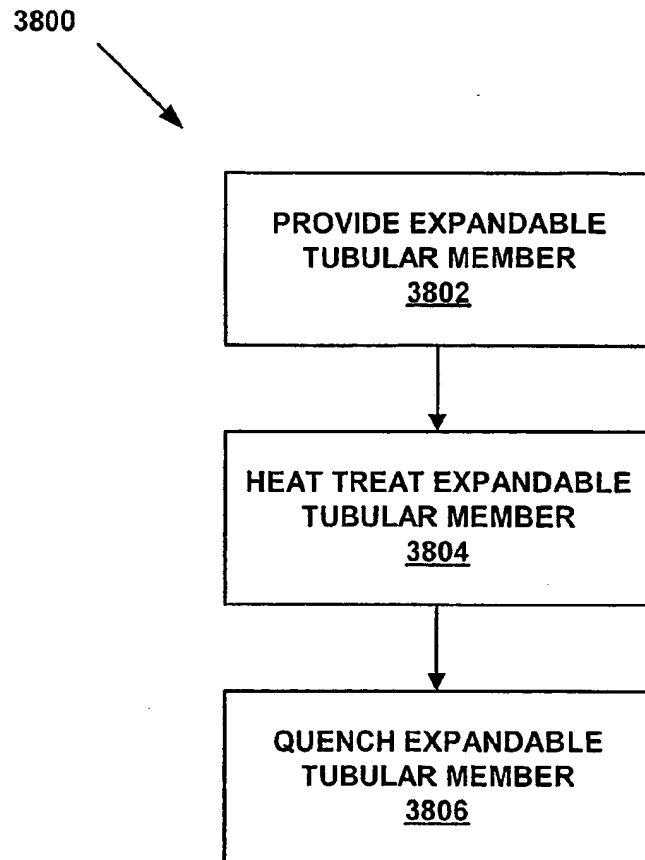 3800
PROVIDE EXPANDABLE
TUBULAR MEMBER
3802
HEAT TREAT EXPANDABLE
TUBULAR MEMBER
3804
QUENCH EXPANDABLE
TUBULAR MEMBER
3806